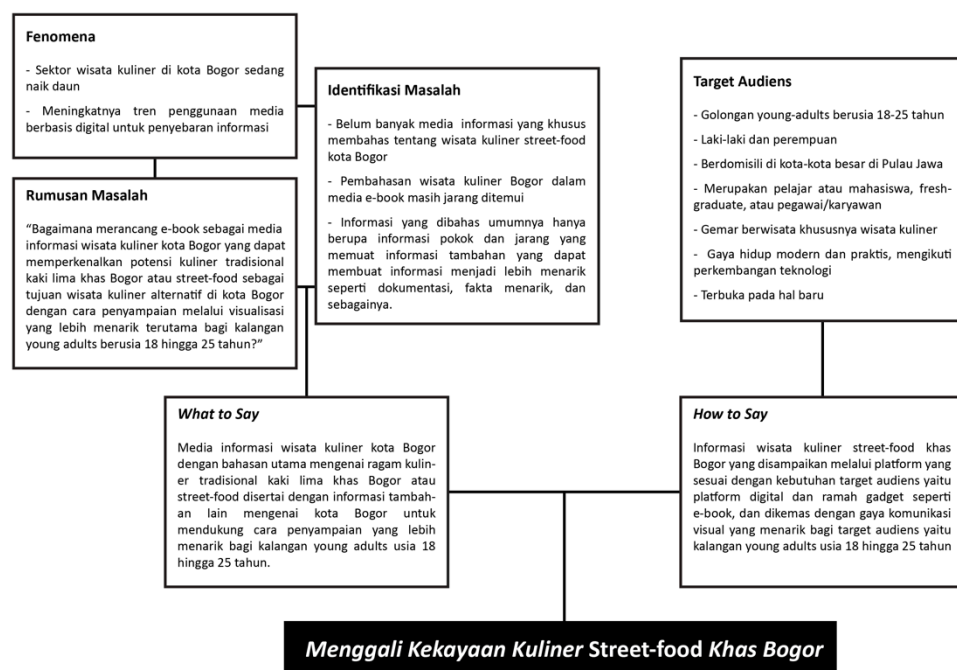 Fenomena
- Sektor wisata kuliner di kota Bogor sedang
naik daun
- Meningkatnya tren penggunaan media
berbasis digital untuk penyebaran informasi
Identifikasi Masalah
- Belum banyak media informasi yang khusus
membahas tentang wisata kuliner street-food
kota Bogor
- Pembahasan wisata kuliner Bogor dalam
media e-book masih jarang ditemui
- Informasi yang dibahas umumnya hanya
berupa informasi pokok dan jarang yang
memuat informasi tambahan yang dapat
membuat informasi menjadi lebih menarik
seperti dokumentasi, fakta menarik, dan
sebagainya.
Target Audiens
- Golongan young-adults berusia 18-25 tahun
- Laki-laki dan perempuan
- Berdomisili di kota-kota besar di Pulau Jawa
- Merupakan pelajar atau mahasiswa, fresh-
graduate, atau pegawai/karyawan
- Gemar berwisata khususnya wisata kuliner
- Gaya hidup modern dan praktis, mengikuti
perkembangan teknologi
- Terbuka pada hal baru
Rumusan Masalah
“Bagaimana merancang e-book sebagai media
informasi wisata kuliner kota Bogor yang dapat
memperkenalkan potensi kuliner tradisional
kaki lima khas Bogor atau street-food sebagai
tujuan wisata kuliner alternatif di kota Bogor
dengan cara penyampaian melalui visualisasi
yang lebih menarik terutama bagi kalangan
young adults berusia 18 hingga 25 tahun?”
What to Say
Media informasi wisata kuliner kota Bogor
dengan bahasan utama mengenai ragam kulin-
er tradisional kaki lima khas Bogor atau
street-food disertai dengan informasi tambah-
an lain mengenai kota Bogor untuk
mendukung cara penyampaian yang lebih
menarik bagi kalangan young adults usia 18
hingga 25 tahun.
How to Say
Informasi wisata kuliner street-food khas
Bogor yang disampaikan melalui platform yang
sesuai dengan kebutuhan target audiens yaitu
platform digital dan ramah gadget seperti
e-book, dan dikemas dengan gaya komunikasi
visual yang menarik bagi target audiens yaitu
kalangan young adults usia 18 hingga 25 tahun
Menggali Kekayaan Kuliner Street-food Khas Bogor